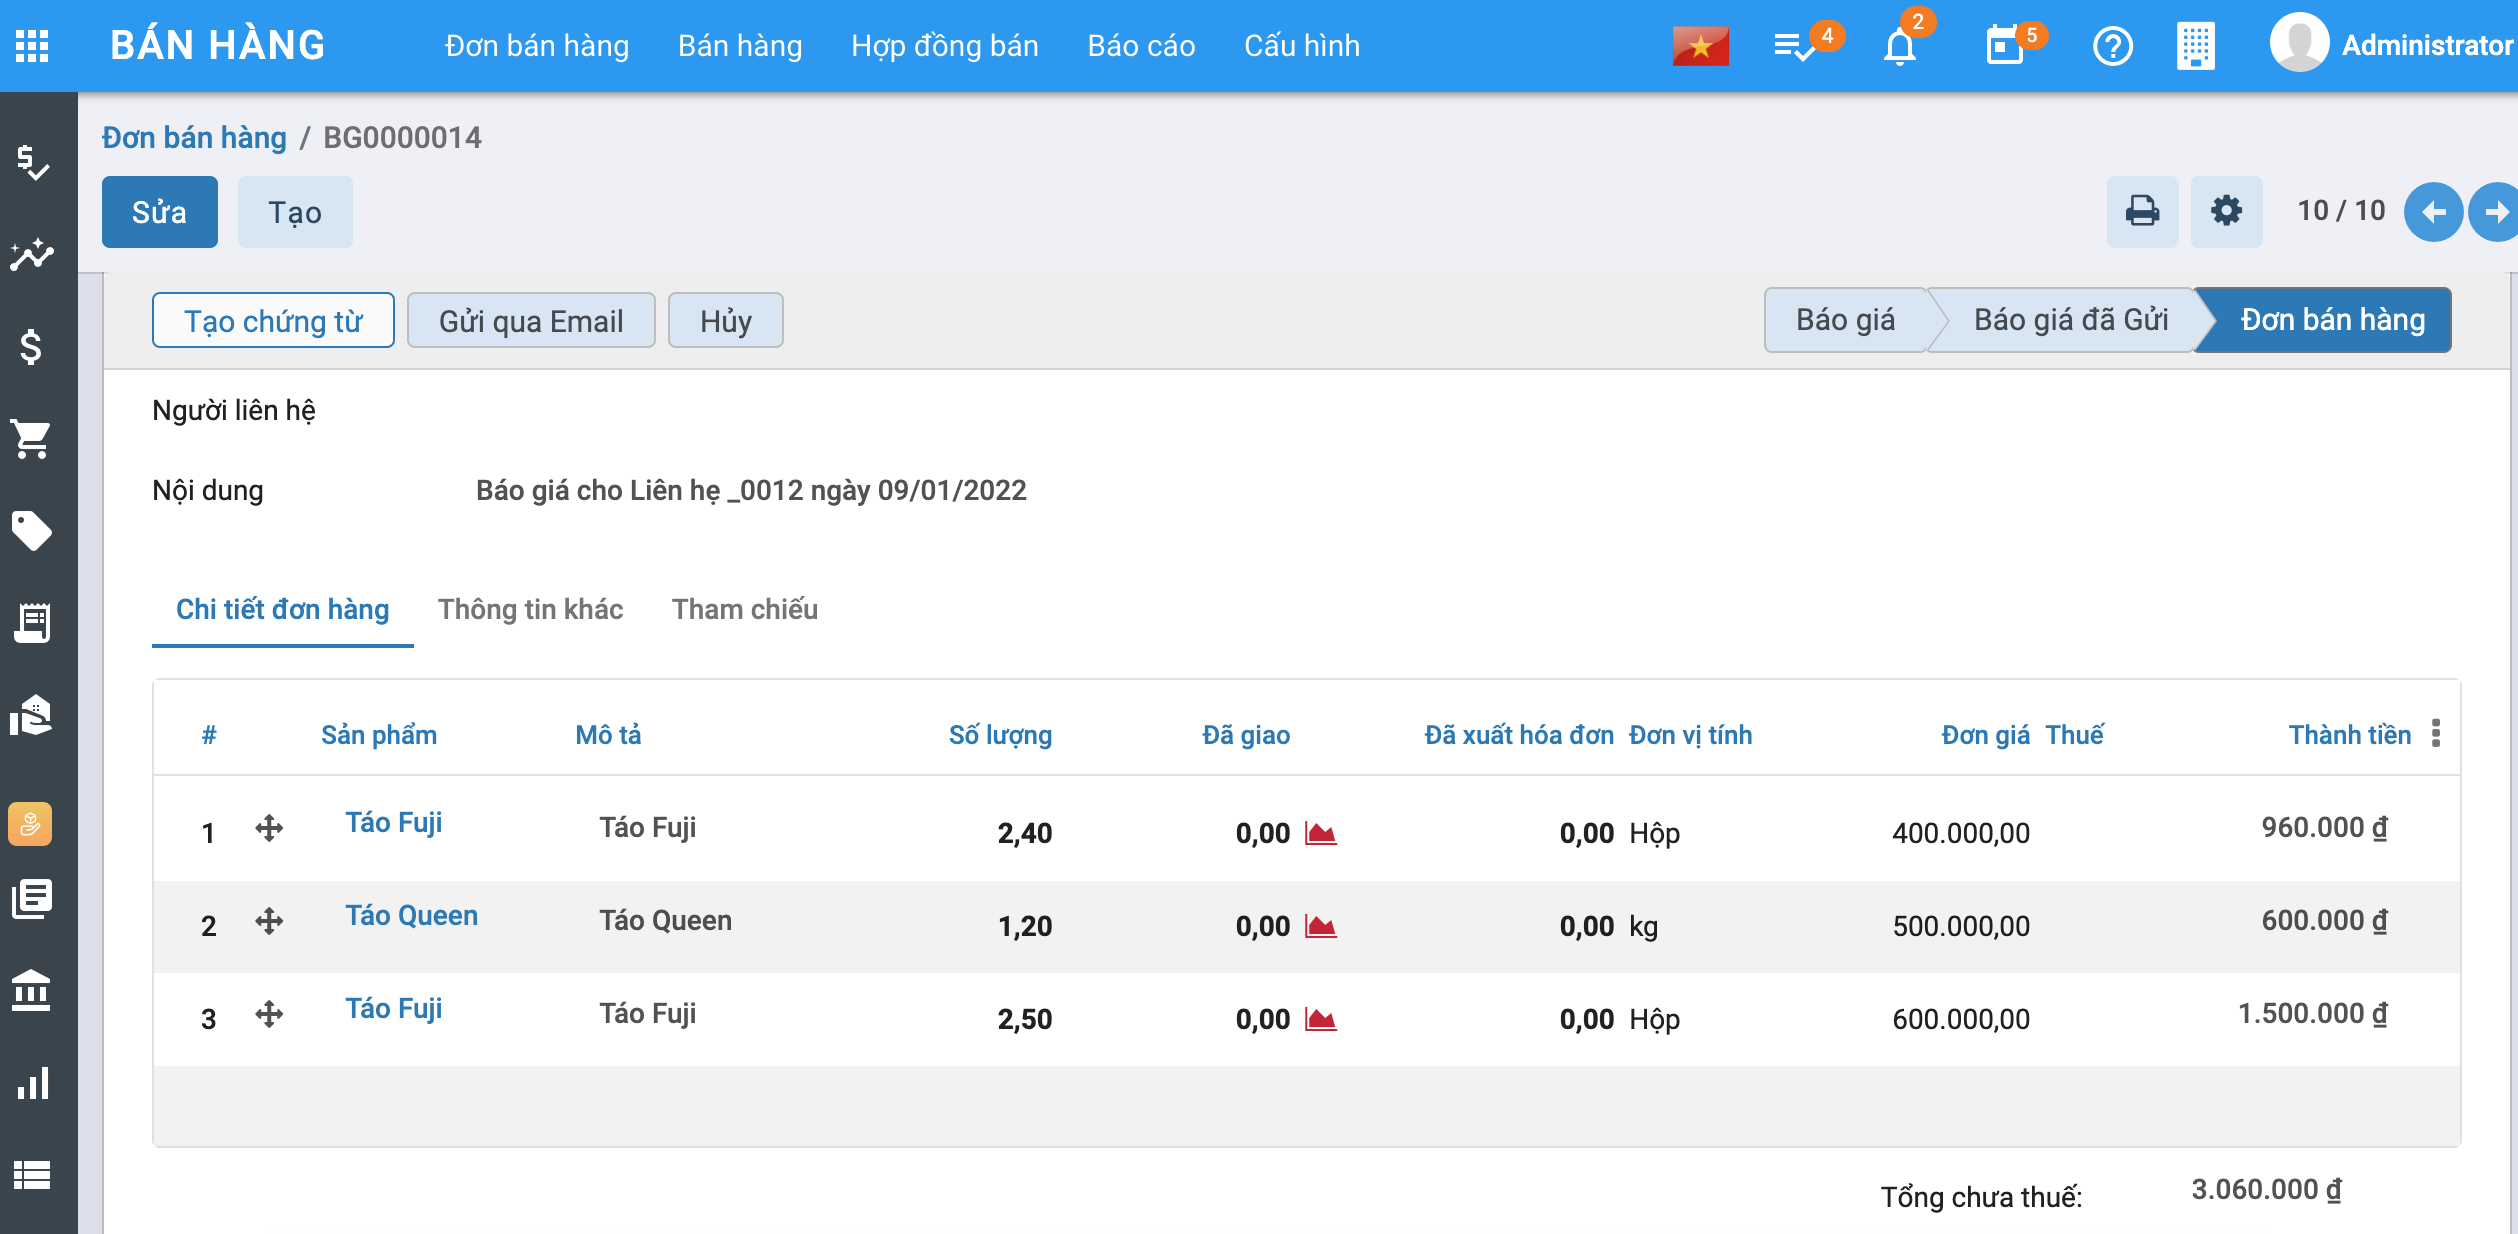 BÁN HÀNG Đơn bán hàng Bán hàng Hợp đồng bán Báo cáo Cấu hình 4 2 5 Administrator
Đơn bán hàng / BG0000014
Sửa Tạo 10 / 10
Tạo chứng từ Gửi qua Email Hủy Báo giá Báo giá đã Gửi Đơn bán hàng
Người liên hệ
Nội dung Báo giá cho Liên hẹ _0012 ngày 09/01/2022
Chi tiết đơn hàng Thông tin khác Tham chiếu
# Sản phẩm Mô tả Số lượng Đã giao Đã xuất hóa đơn Đơn vị tính Đơn giá Thuế Thành tiền
1 Táo Fuji Táo Fuji 2,40 0,00 0,00 Hộp 400.000,00 960.000 ₫
2 Táo Queen Táo Queen 1,20 0,00 0,00 kg 500.000,00 600.000 ₫
3 Táo Fuji Táo Fuji 2,50 0,00 0,00 Hộp 600.000,00 1.500.000 ₫
Tổng chưa thuế: 3.060.000 ₫